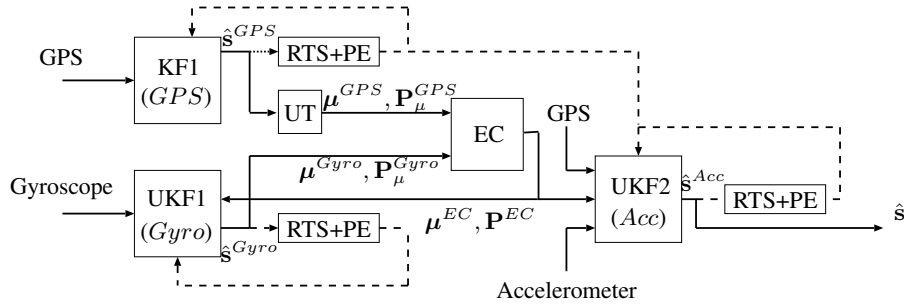 GPS
KF1
(GPS)
ŝ^{GPS}
RTS+PE
UT
μ^{GPS}, P_μ^{GPS}
EC
μ^{Gyro}, P_μ^{Gyro}
Gyroscope
UKF1
(Gyro)
ŝ^{Gyro}
RTS+PE
μ^{EC}, P^{EC}
GPS
UKF2
(Acc)
ŝ^{Acc}
RTS+PE
ŝ
Accelerometer